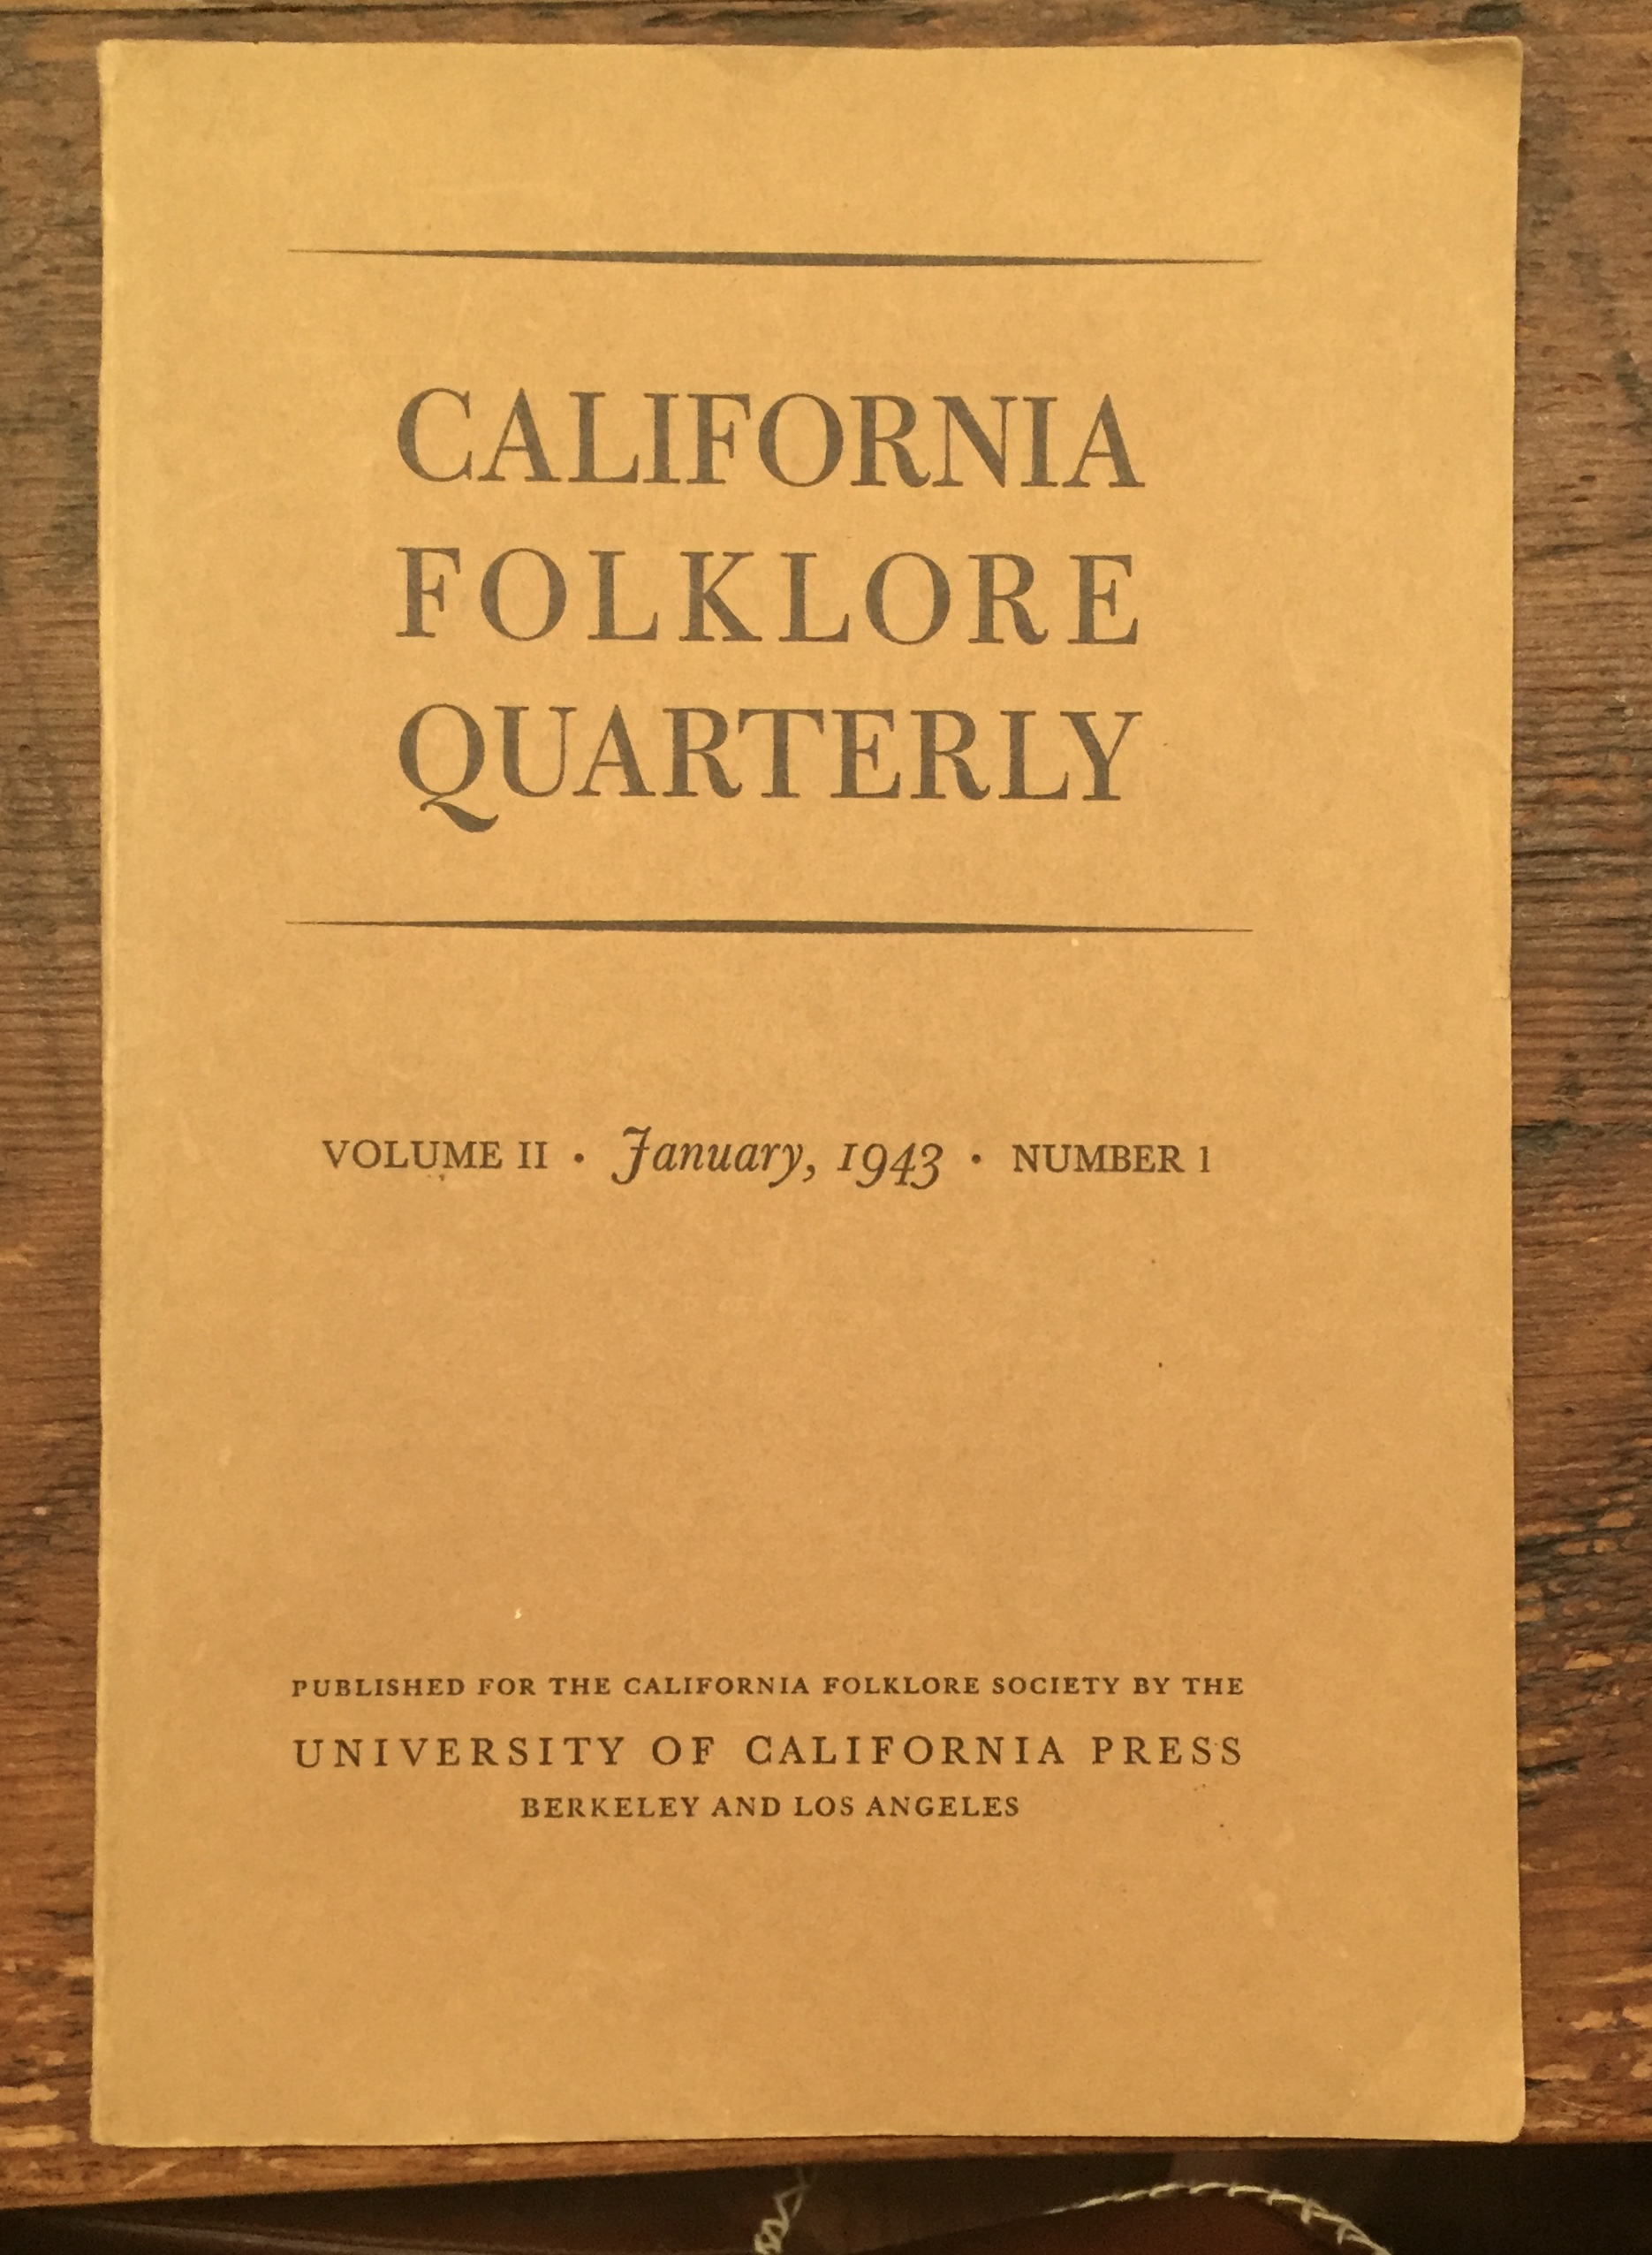 CALIFORNIA
FOLKLORE
QUARTERLY
VOLUME II · January, 1943 · NUMBER 1
PUBLISHED FOR THE CALIFORNIA FOLKLORE SOCIETY BY THE
UNIVERSITY OF CALIFORNIA PRESS
BERKELEY AND LOS ANGELES